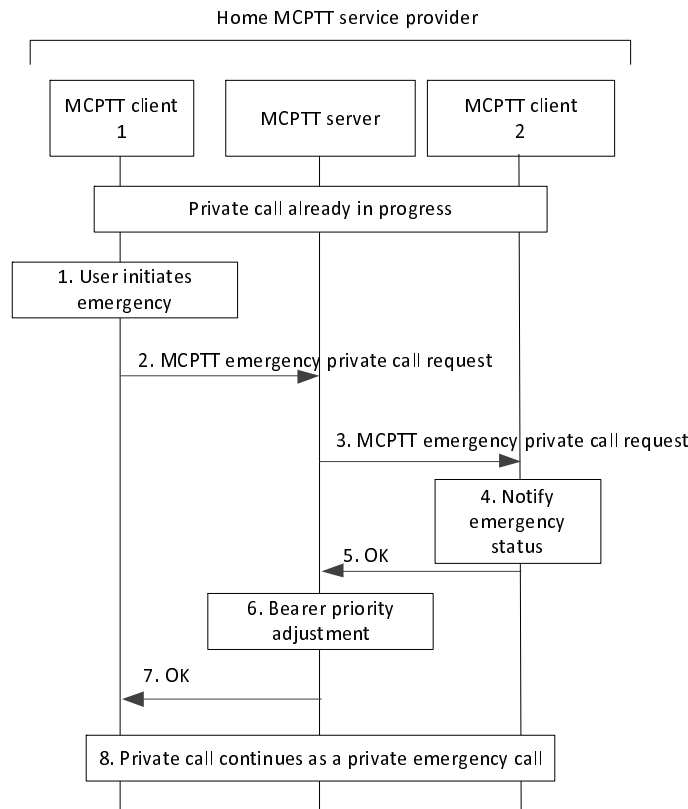 Home MCPTT service provider
MCPTT client
1
MCPTT server
MCPTT client
2
Private call already in progress
1. User initiates
emergency
2. MCPTT emergency private call request
3. MCPTT emergency private call request
4. Notify
emergency
status
5. OK
6. Bearer priority
adjustment
7. OK
8. Private call continues as a private emergency call